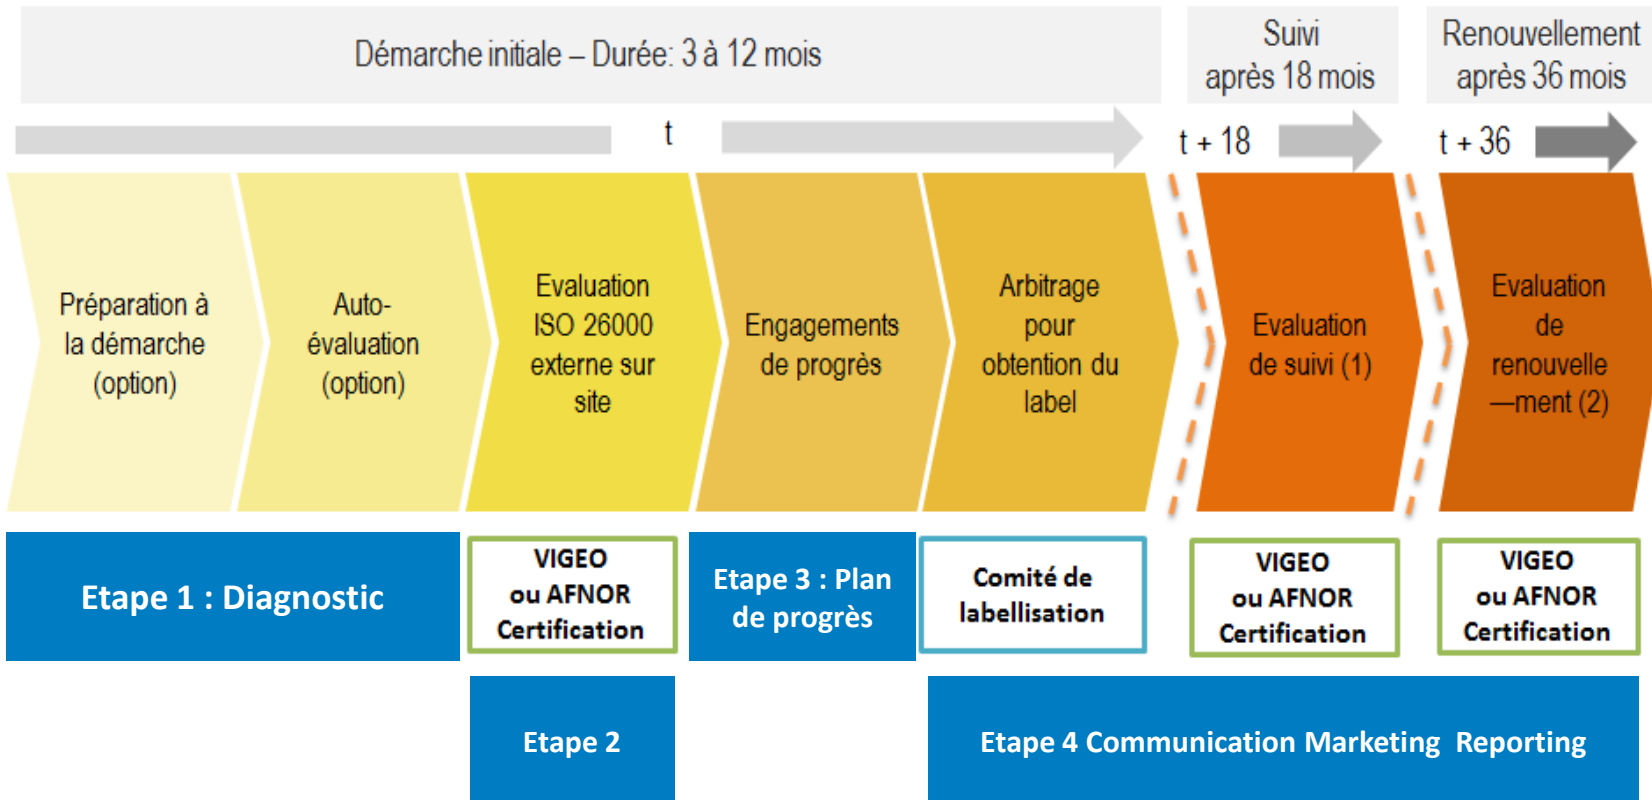 Démarche initiale – Durée: 3 à 12 mois
Suivi
après 18 mois
Renouvellement
après 36 mois
t
t + 18
t + 36
Préparation à
la démarche
(option)
Auto-
évaluation
(option)
Evaluation
ISO 26000
externe sur
site
Engagements
de progrès
Arbitrage
pour
obtention du
label
Evaluation
de suivi (1)
Evaluation
de
renouvelle
—ment (2)
Etape 1 : Diagnostic
VIGEO
ou AFNOR
Certification
Etape 3 : Plan
de progrès
Comité de
labellisation
VIGEO
ou AFNOR
Certification
VIGEO
ou AFNOR
Certification
Etape 2
Etape 4 Communication Marketing  Reporting